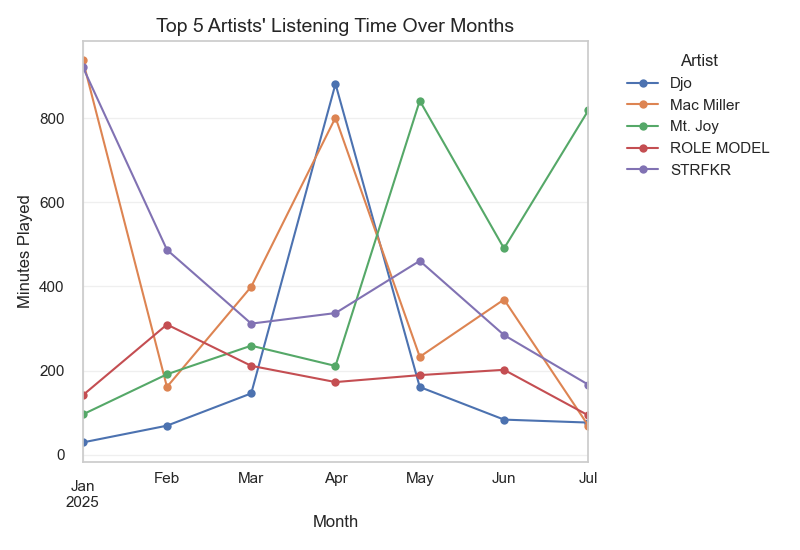 Top 5 Artists' Listening Time Over Months
Artist
Djo
Mac Miller
Mt. Joy
ROLE MODEL
STRFKR
Minutes Played
800
600
400
200
0
Jan
2025
Feb
Mar
Apr
May
Jun
Jul
Month